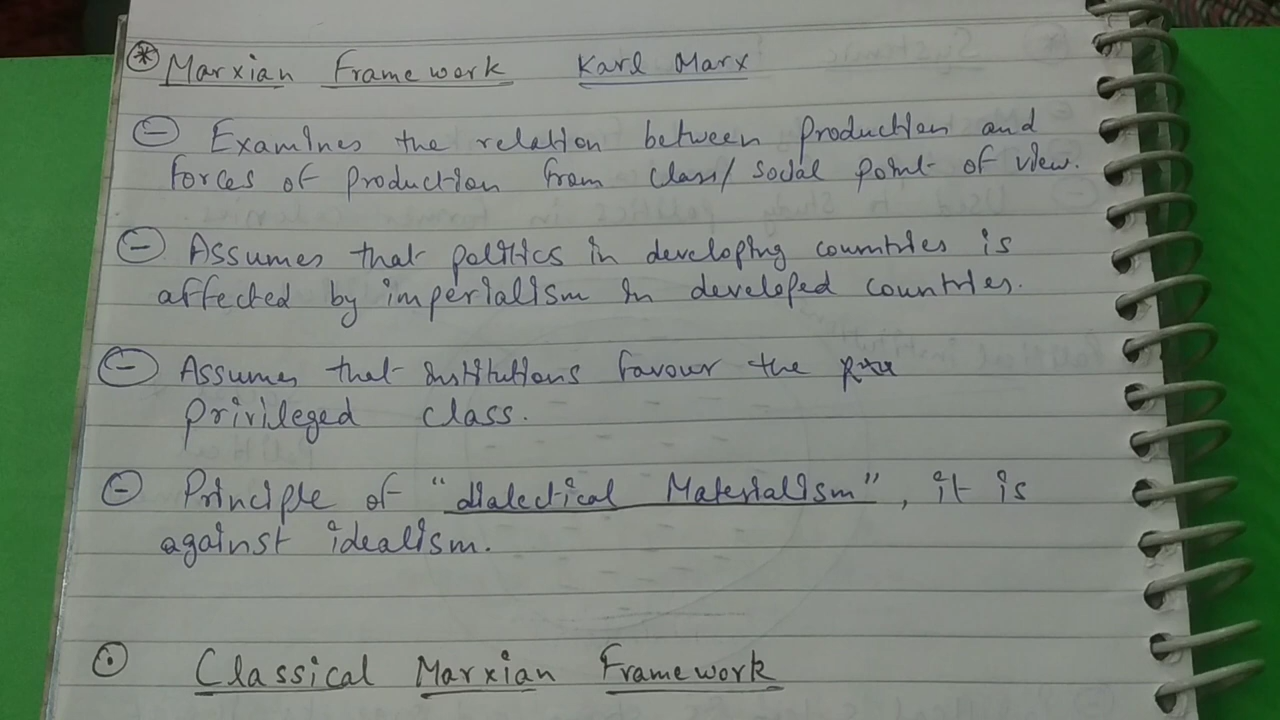 * Marxian Framework Karl Marx
- Examines the relation between production and
forces of production from class/ social point of view.
- Assumes that politics in developing countries is
affected by imperialism in developed countries.
- Assumes that institutions favour the
privileged class.
- Principle of "dialectical Materialism", it is
against idealism.
• Classical Marxian Framework